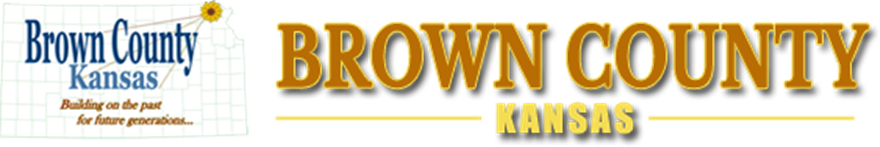 Brown County
Kansas
Building on the past
for future generations...
BROWN COUNTY
KANSAS